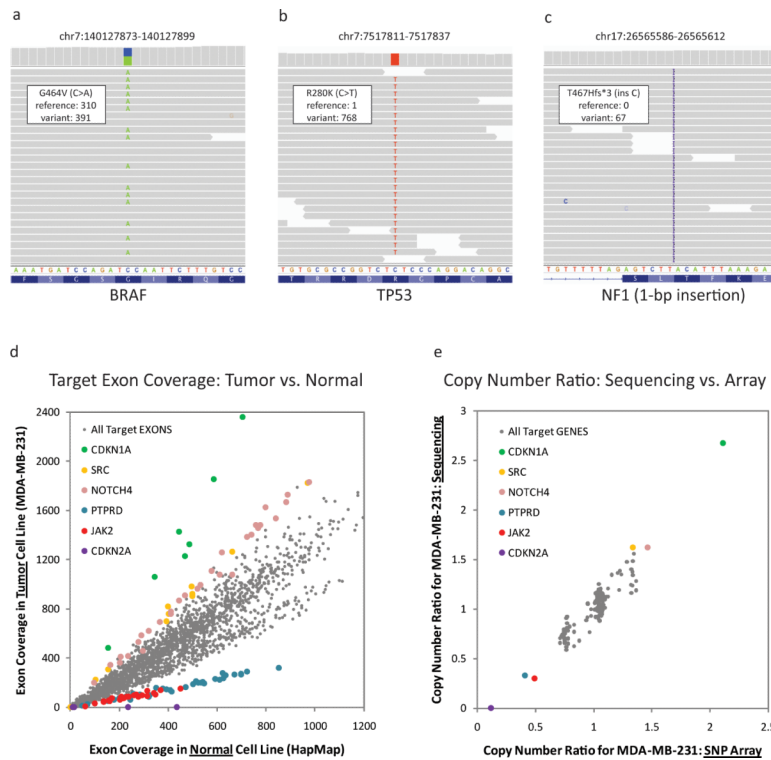 a
chr7:140127873-140127899
G464V (C>A)
reference: 310
variant: 391
A A A T G A T C C A G A T C C A A T T C T T T G T C C
F S G S G I R Q G
BRAF
b
chr7:7517811-7517837
R280K (C>T)
reference: 1
variant: 768
T G T G C G C C G G T C T C T C C C A G G A C A G G C
T R R D R G P C A
TP53
c
chr17:26565586-26565612
T467Hfs*3 (ins C)
reference: 0
variant: 67
C
T G T T T T T A G A G T C T T A C A T T T A A A G A
S L T F K E
NF1 (1-bp insertion)
d
Target Exon Coverage: Tumor vs. Normal
Exon Coverage in Tumor Cell Line (MDA-MB-231)
2400
2000
1600
1200
800
400
0
All Target EXONS
CDKN1A
SRC
NOTCH4
PTPRD
JAK2
CDKN2A
0 200 400 600 800 1000 1200
Exon Coverage in Normal Cell Line (HapMap)
e
Copy Number Ratio: Sequencing vs. Array
Copy Number Ratio for MDA-MB-231: Sequencing
3
2.5
2
1.5
1
0.5
0
All Target GENES
CDKN1A
SRC
NOTCH4
PTPRD
JAK2
CDKN2A
0 0.5 1 1.5 2 2.5
Copy Number Ratio for MDA-MB-231: SNP Array